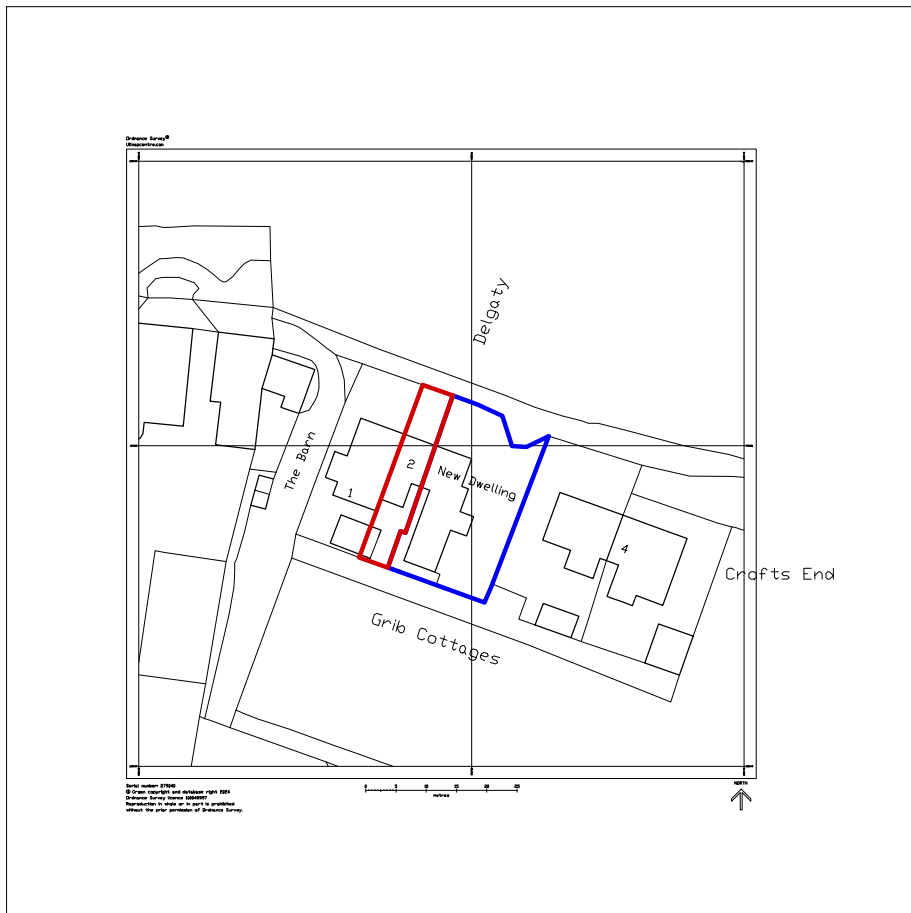 Ordnance Survey®
UKmapcentre.com
Delgaty
The Barn
2
New Dwelling
1
4
Crofts End
Grib Cottages
0 5 10 15 20 25
metres
NORTH
© Crown copyright and database right 2024
Reproduction in whole or in part is prohibited
without the prior permission of Ordnance Survey.